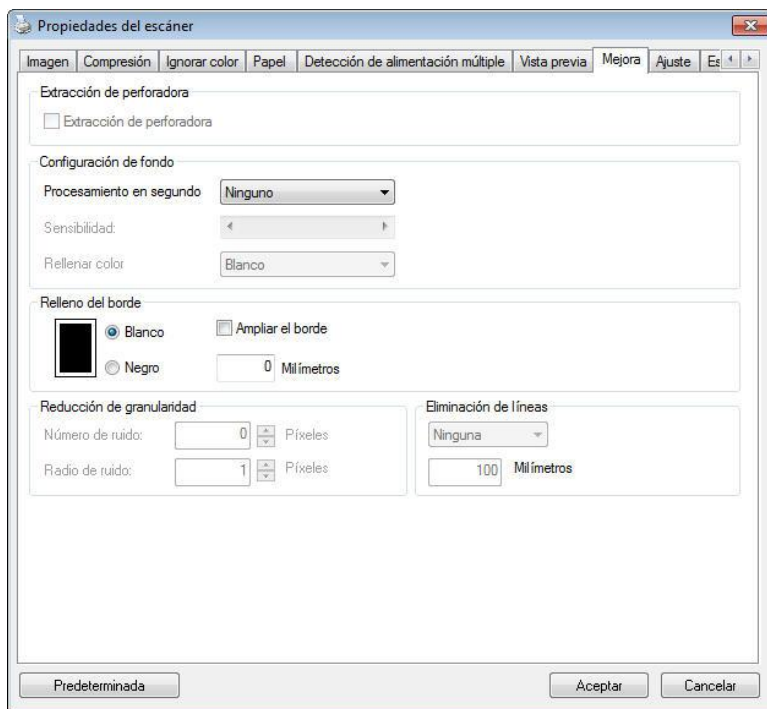 Propiedades del escáner
Imagen Compresión Ignorar color Papel Detección de alimentación múltiple Vista previa Mejora Ajuste
Extracción de perforadora
Extracción de perforadora
Configuración de fondo
Procesamiento en segundo Ninguno
Sensibilidad:
Rellenar color Blanco
Relleno del borde
Blanco Ampliar el borde
Negro 0 Milímetros
Reducción de granularidad
Número de ruido: 0 Píxeles
Radio de ruido: 1 Píxeles
Eliminación de líneas
Ninguna
100 Milímetros
Predeterminada Aceptar Cancelar